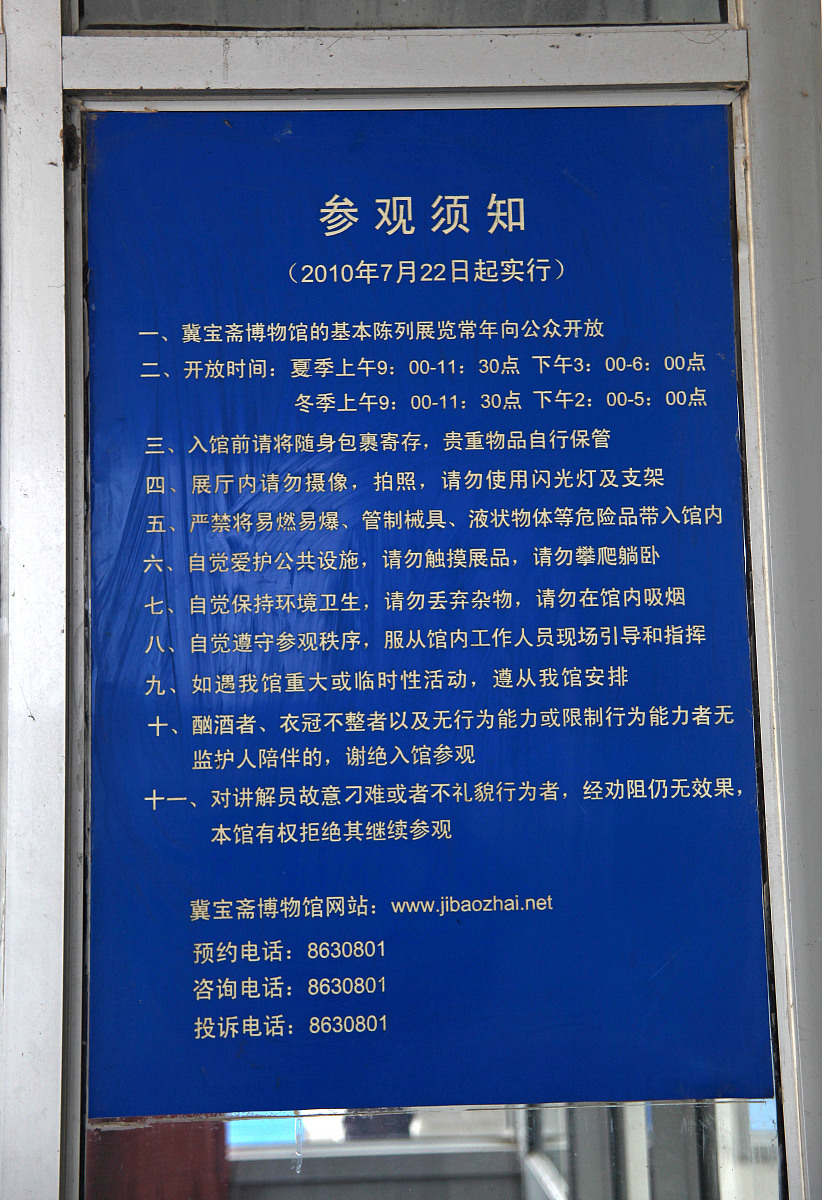 参观须知
（2010年7月22日起实行）
一、冀宝斋博物馆的基本陈列展览常年向公众开放
二、开放时间：夏季上午9：00-11：30点 下午3：00-6：00点
冬季上午9：00-11：30点 下午2：00-5：00点
三、入馆前请将随身包裹寄存，贵重物品自行保管
四、展厅内请勿摄像，拍照，请勿使用闪光灯及支架
五、严禁将易燃易爆、管制械具、液状物体等危险品带入馆内
六、自觉爱护公共设施，请勿触摸展品，请勿攀爬躺卧
七、自觉保持环境卫生，请勿丢弃杂物，请勿在馆内吸烟
八、自觉遵守参观秩序，服从馆内工作人员现场引导和指挥
九、如遇我馆重大或临时性活动，遵从我馆安排
十、酗酒者、衣冠不整者以及无行为能力或限制行为能力者无
监护人陪伴的，谢绝入馆参观
十一、对讲解员故意刁难或者不礼貌行为者，经劝阻仍无效果，
本馆有权拒绝其继续参观
冀宝斋博物馆网站：www.jibaozhai.net
预约电话：8630801
咨询电话：8630801
投诉电话：8630801